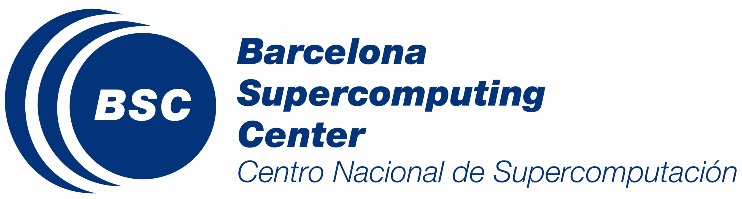 BSC
Barcelona
Supercomputing
Center
Centro Nacional de Supercomputación